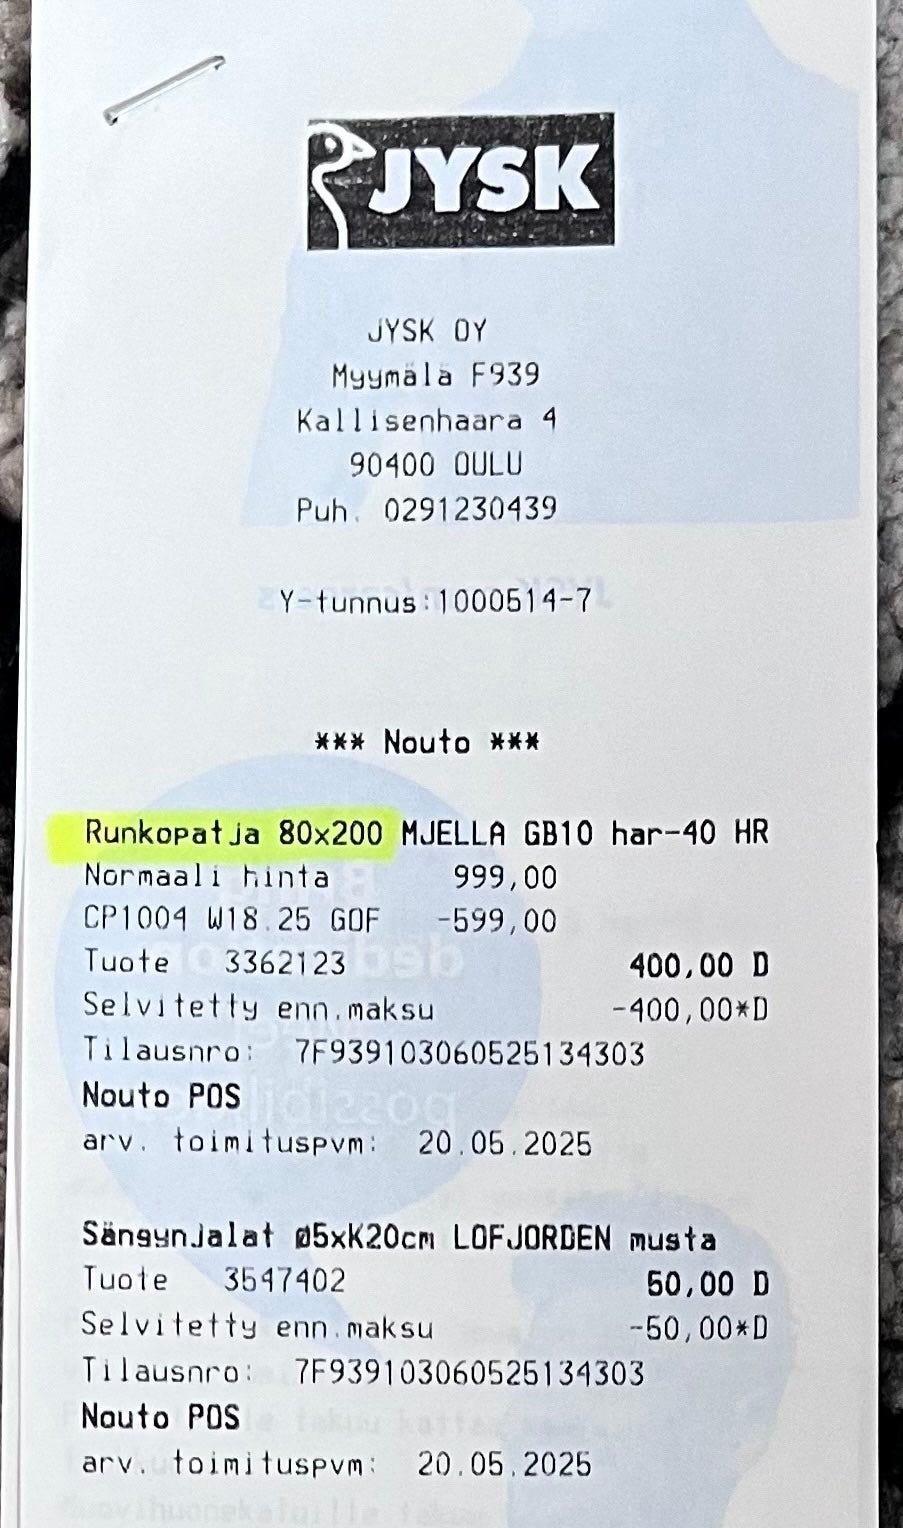 JYSK
JYSK OY
Myymälä F939
Kallisenhaara 4
90400 OULU
Puh. 0291230439
Y-tunnus:1000514-7
*** Nouto ***
Runkopatja 80x200 MJELLA GB10 har-40 HR
Normaali hinta 999,00
CP1004 W18.25 GOF -599,00
Tuote 3362123 400,00 D
Selvitetty enn.maksu -400,00*D
Tilausnro: 7F939103060525134303
Nouto POS
arv. toimituspvm: 20.05.2025
Sängynjalat ø5xK20cm LOFJORDEN musta
Tuote 3547402 50,00 D
Selvitetty enn.maksu -50,00*D
Tilausnro: 7F939103060525134303
Nouto POS
arv. toimituspvm: 20.05.2025